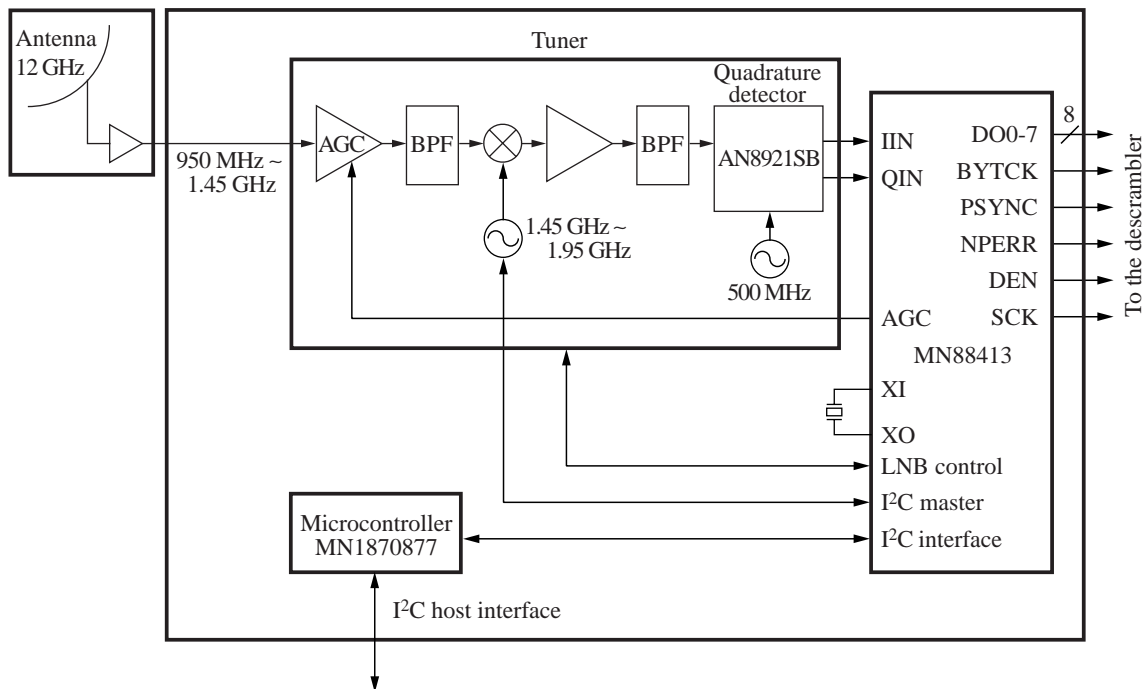 Antenna
12 GHz
Tuner
Quadrature
detector
AGC
BPF
BPF
AN8921SB
950 MHz ~
1.45 GHz
1.45 GHz ~
1.95 GHz
500 MHz
IIN
QIN
AGC
MN88413
XI
XO
LNB control
I²C master
I²C interface
DO0-7
BYTCK
PSYNC
NPERR
DEN
SCK
8
To the descrambler
Microcontroller
MN1870877
I²C host interface